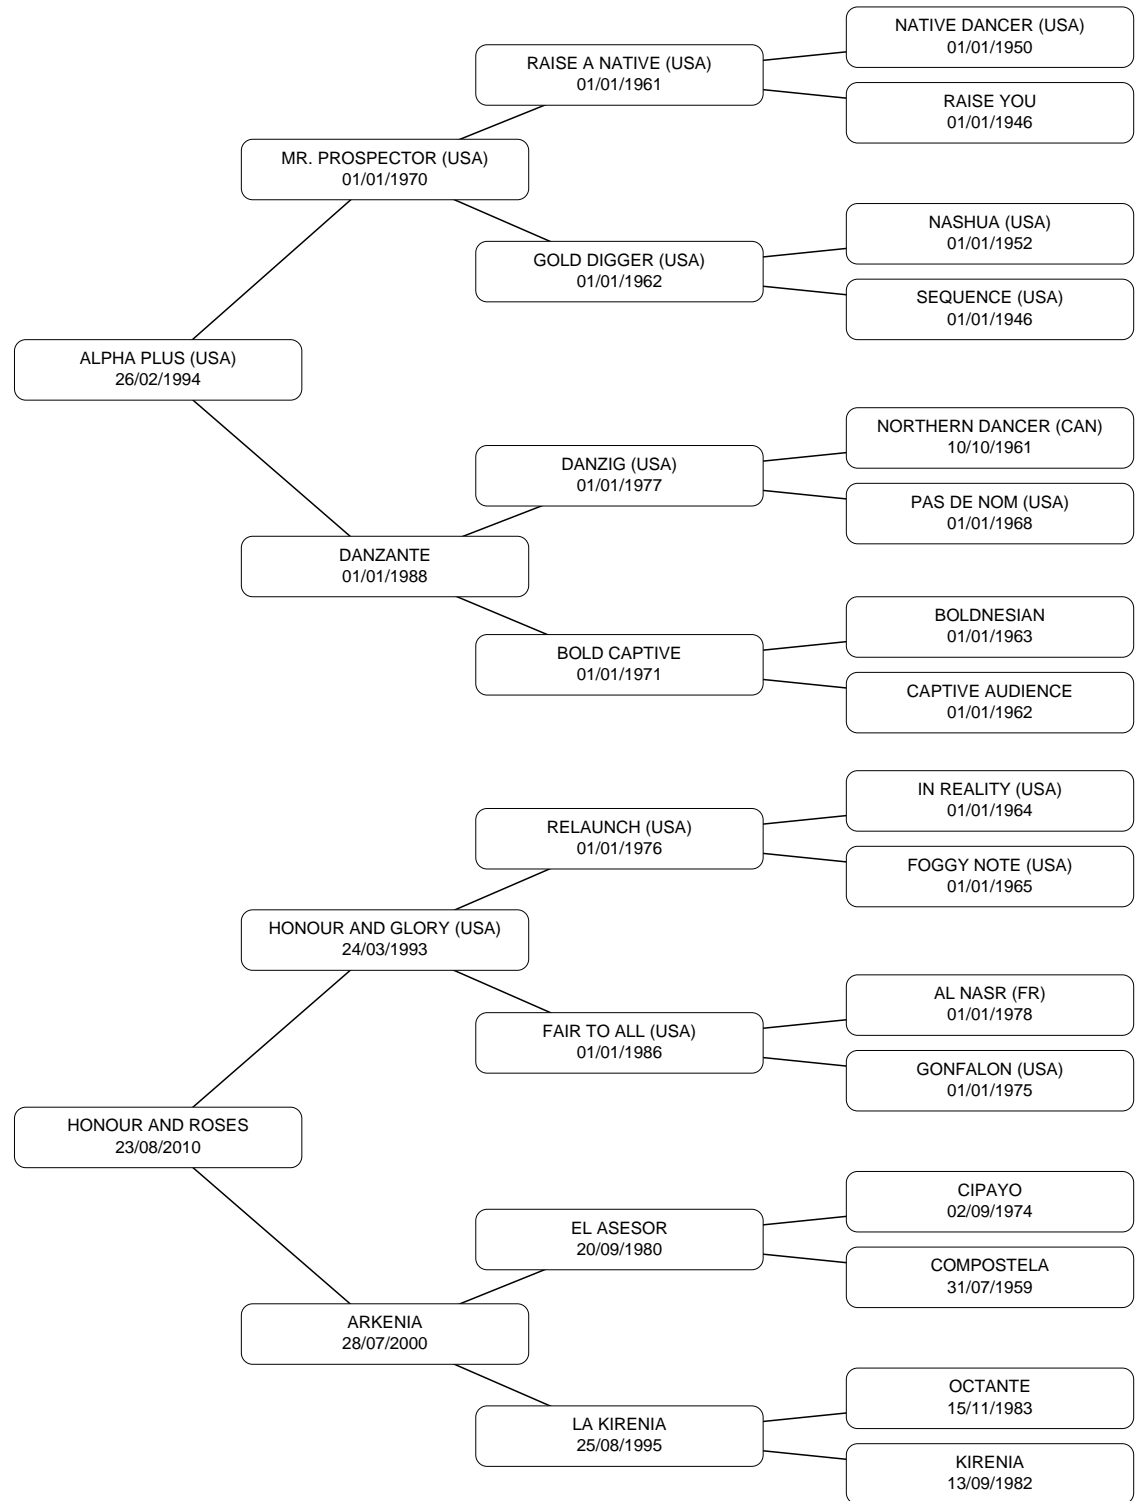 NATIVE DANCER (USA)
01/01/1950
RAISE A NATIVE (USA)
01/01/1961
RAISE YOU
01/01/1946
MR. PROSPECTOR (USA)
01/01/1970
NASHUA (USA)
01/01/1952
GOLD DIGGER (USA)
01/01/1962
SEQUENCE (USA)
01/01/1946
ALPHA PLUS (USA)
26/02/1994
NORTHERN DANCER (CAN)
10/10/1961
DANZIG (USA)
01/01/1977
PAS DE NOM (USA)
01/01/1968
DANZANTE
01/01/1988
BOLDNESIAN
01/01/1963
BOLD CAPTIVE
01/01/1971
CAPTIVE AUDIENCE
01/01/1962
IN REALITY (USA)
01/01/1964
RELAUNCH (USA)
01/01/1976
FOGGY NOTE (USA)
01/01/1965
HONOUR AND GLORY (USA)
24/03/1993
AL NASR (FR)
01/01/1978
FAIR TO ALL (USA)
01/01/1986
GONFALON (USA)
01/01/1975
HONOUR AND ROSES
23/08/2010
CIPAYO
02/09/1974
EL ASESOR
20/09/1980
COMPOSTELA
31/07/1959
ARKENIA
28/07/2000
OCTANTE
15/11/1983
LA KIRENIA
25/08/1995
KIRENIA
13/09/1982